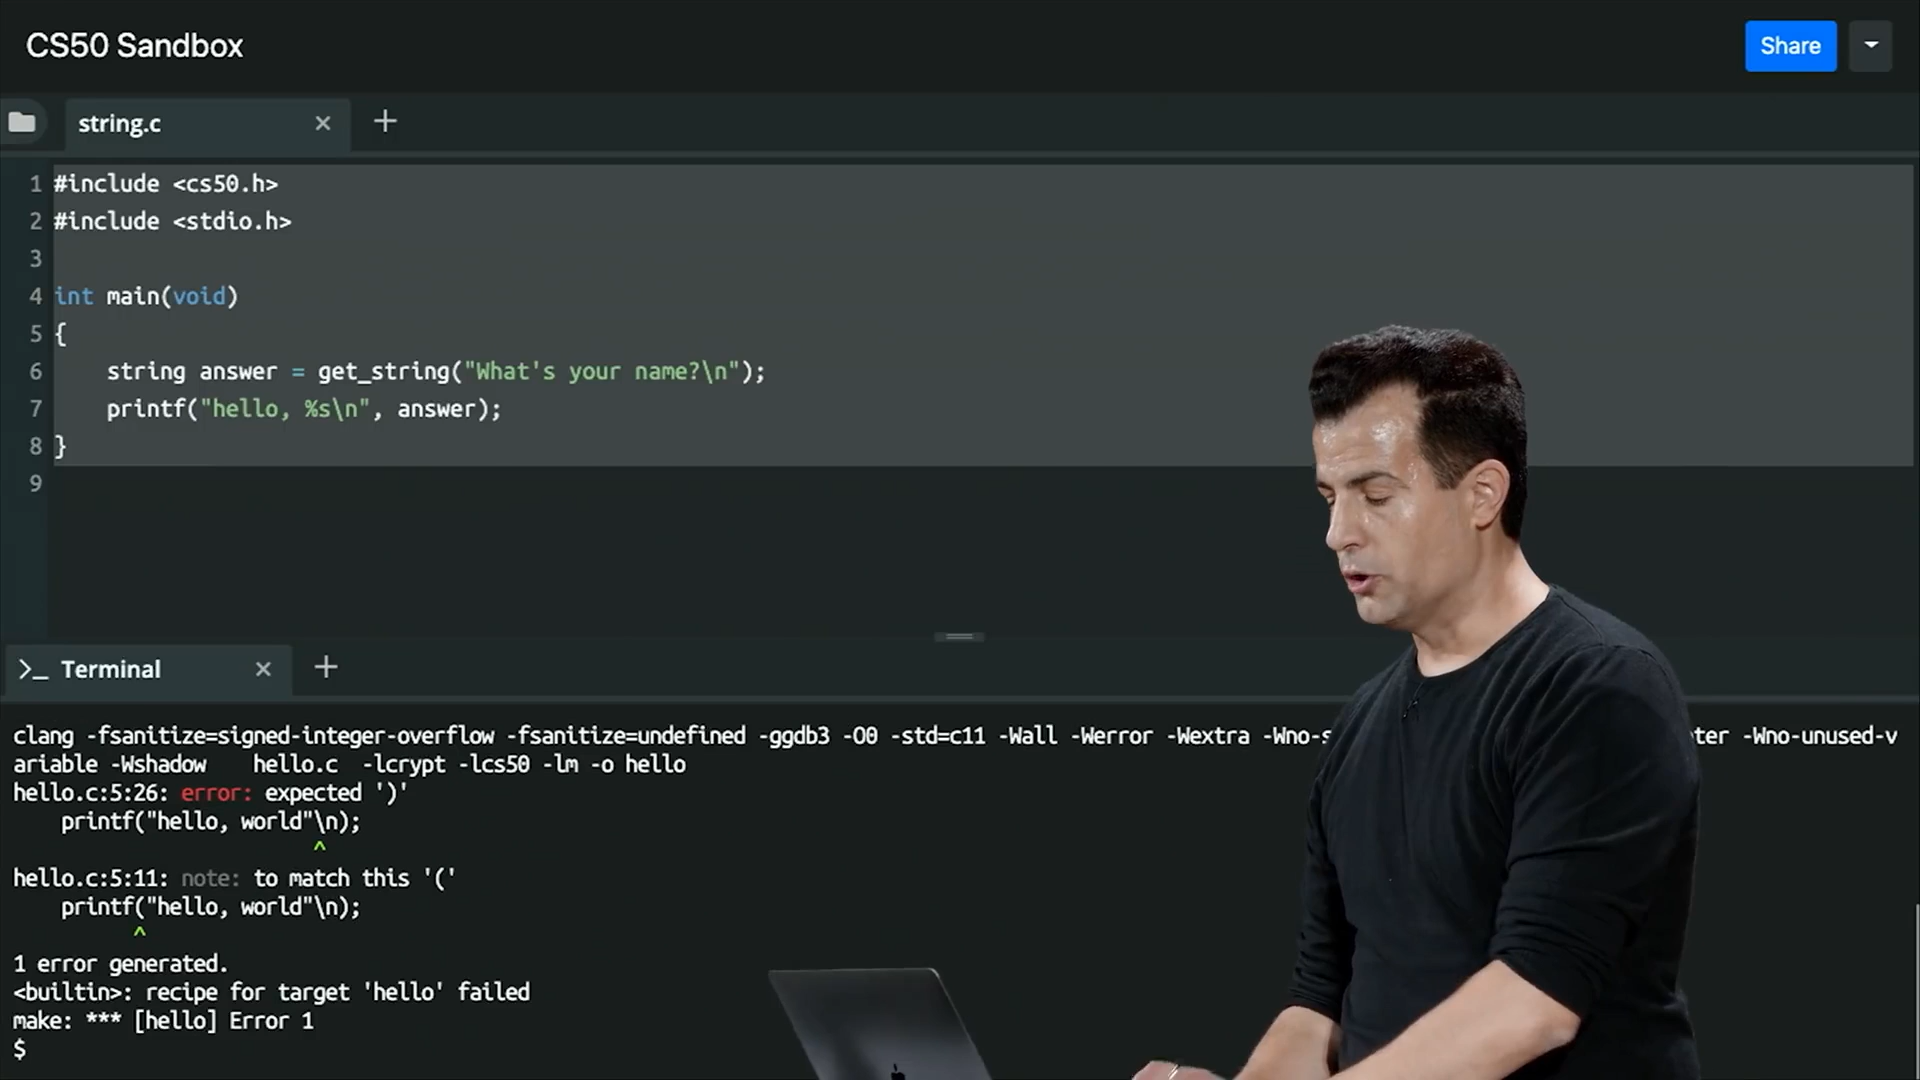 CS50 Sandbox
Share
string.c × +
1 #include <cs50.h>
2 #include <stdio.h>
3
4 int main(void)
5 {
6     string answer = get_string("What's your name?\n");
7     printf("hello, %s\n", answer);
8 }
9
>_ Terminal × +
clang -fsanitize=signed-integer-overflow -fsanitize=undefined -ggdb3 -O0 -std=c11 -Wall -Werror -Wextra -Wno-s ter -Wno-unused-v
ariable -Wshadow    hello.c  -lcrypt -lcs50 -lm -o hello
hello.c:5:26: error: expected ')'
    printf("hello, world"\n);
                         ^
hello.c:5:11: note: to match this '('
    printf("hello, world"\n);
          ^
1 error generated.
<builtin>: recipe for target 'hello' failed
make: *** [hello] Error 1
$